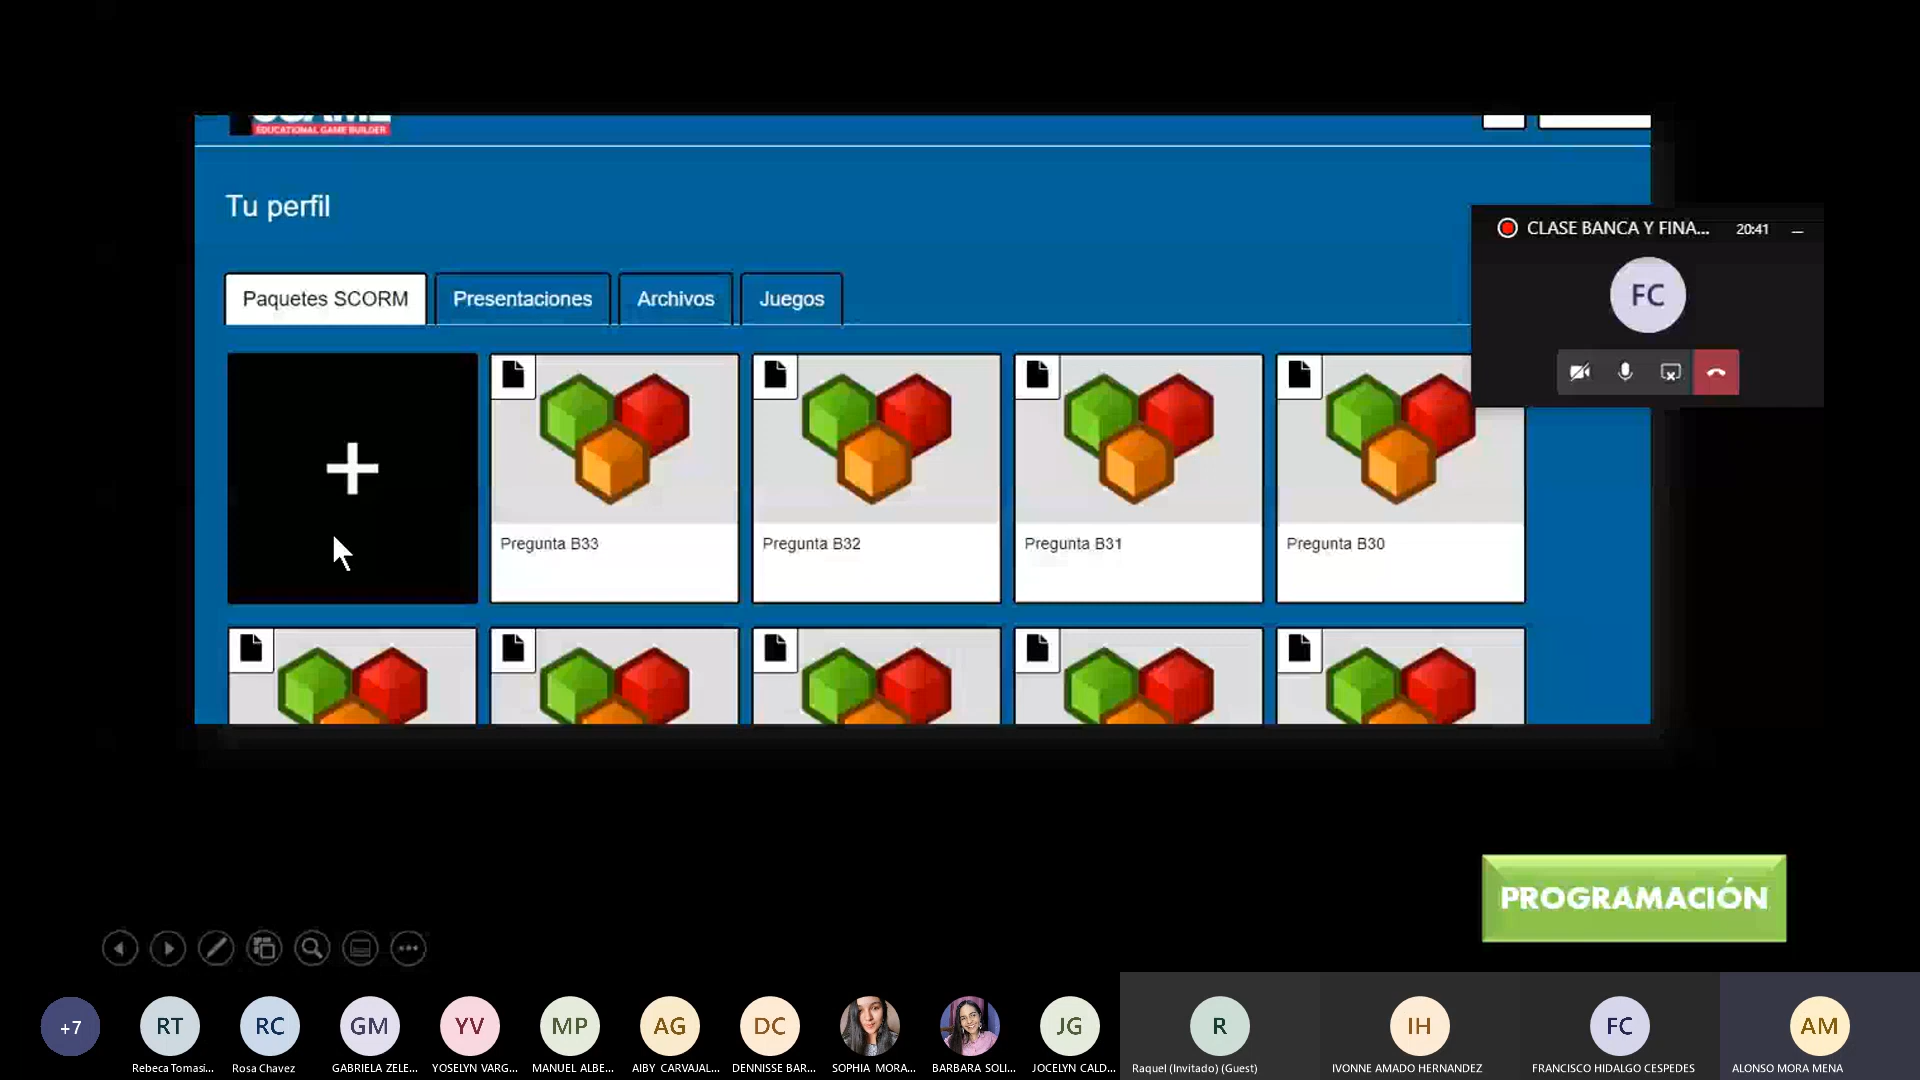 EDUCATIONAL GAME BUILDER
Tu perfil
CLASE BANCA Y FINA...
20:41
FC
Paquetes SCORM
Presentaciones
Archivos
Juegos
Pregunta B33
Pregunta B32
Pregunta B31
Pregunta B30
PROGRAMACIÓN
+7
RT
RC
GM
YV
MP
AG
DC
JG
R
IH
FC
AM
Rebeca Tomasi...
Rosa Chavez
GABRIELA ZELE...
YOSELYN VARG...
MANUEL ALBE...
AIBY CARVAJAL...
DENNISSE BAR...
SOPHIA MORA...
BARBARA SOLI...
JOCELYN CALD...
Raquel (Invitado) (Guest)
IVONNE AMADO HERNANDEZ
FRANCISCO HIDALGO CESPEDES
ALONSO MORA MENA